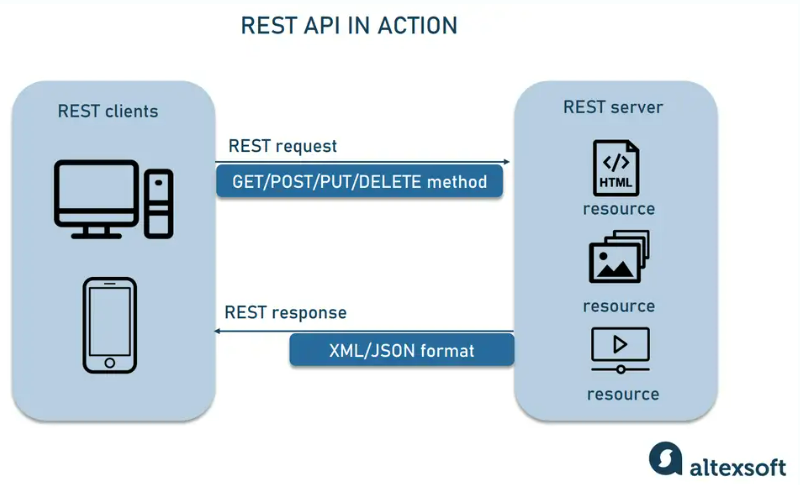 REST API IN ACTION
REST clients
REST request
GET/POST/PUT/DELETE method
REST response
XML/JSON format
REST server
</>
HTML
resource
resource
resource
altexsoft